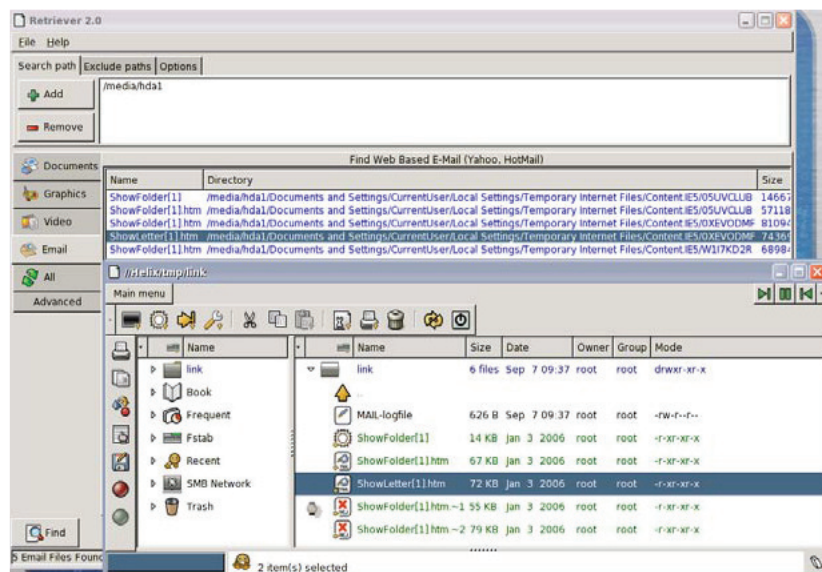 Retriever 2.0
File Help
Search path Exclude paths Options
Add
/media/hda1
Remove
Find Web Based E-Mail (Yahoo, HotMail)
Documents
Graphics
Video
Email
All
Advanced
Name Directory Size
ShowFolder[1] /media/hda1/Documents and Settings/CurrentUser/Local Settings/Temporary Internet Files/Content.IE5/05UVCLUB 14667
ShowFolder[1].htm /media/hda1/Documents and Settings/CurrentUser/Local Settings/Temporary Internet Files/Content.IE5/05UVCLUB 57118
ShowFolder[1].htm /media/hda1/Documents and Settings/CurrentUser/Local Settings/Temporary Internet Files/Content.IE5/0XEVODMF 81094
ShowLetter[1].htm /media/hda1/Documents and Settings/CurrentUser/Local Settings/Temporary Internet Files/Content.IE5/0XEVODMF 74369
ShowFolder[1].htm /media/hda1/Documents and Settings/CurrentUser/Local Settings/Temporary Internet Files/Content.IE5/W1I7KD2R 68984
//Helix/tmp/link
Main menu
Name
link
Book
Frequent
Fstab
Recent
SMB Network
Trash
Name Size Date Owner Group Mode
link 6 files Sep 7 09:37 root root drwxr-xr-x
..
MAIL-logfile 626 B Sep 7 09:37 root root -rw-r--r--
ShowFolder[1] 14 KB Jan 3 2006 root root -r-xr-xr-x
ShowFolder[1].htm 67 KB Jan 3 2006 root root -r-xr-xr-x
ShowLetter[1].htm 72 KB Jan 3 2006 root root -r-xr-xr-x
ShowFolder[1].htm.~1 55 KB Jan 3 2006 root root -r-xr-xr-x
ShowFolder[1].htm.~2 79 KB Jan 3 2006 root root -r-xr-xr-x
Find
5 Email Files Found
2 item(s) selected